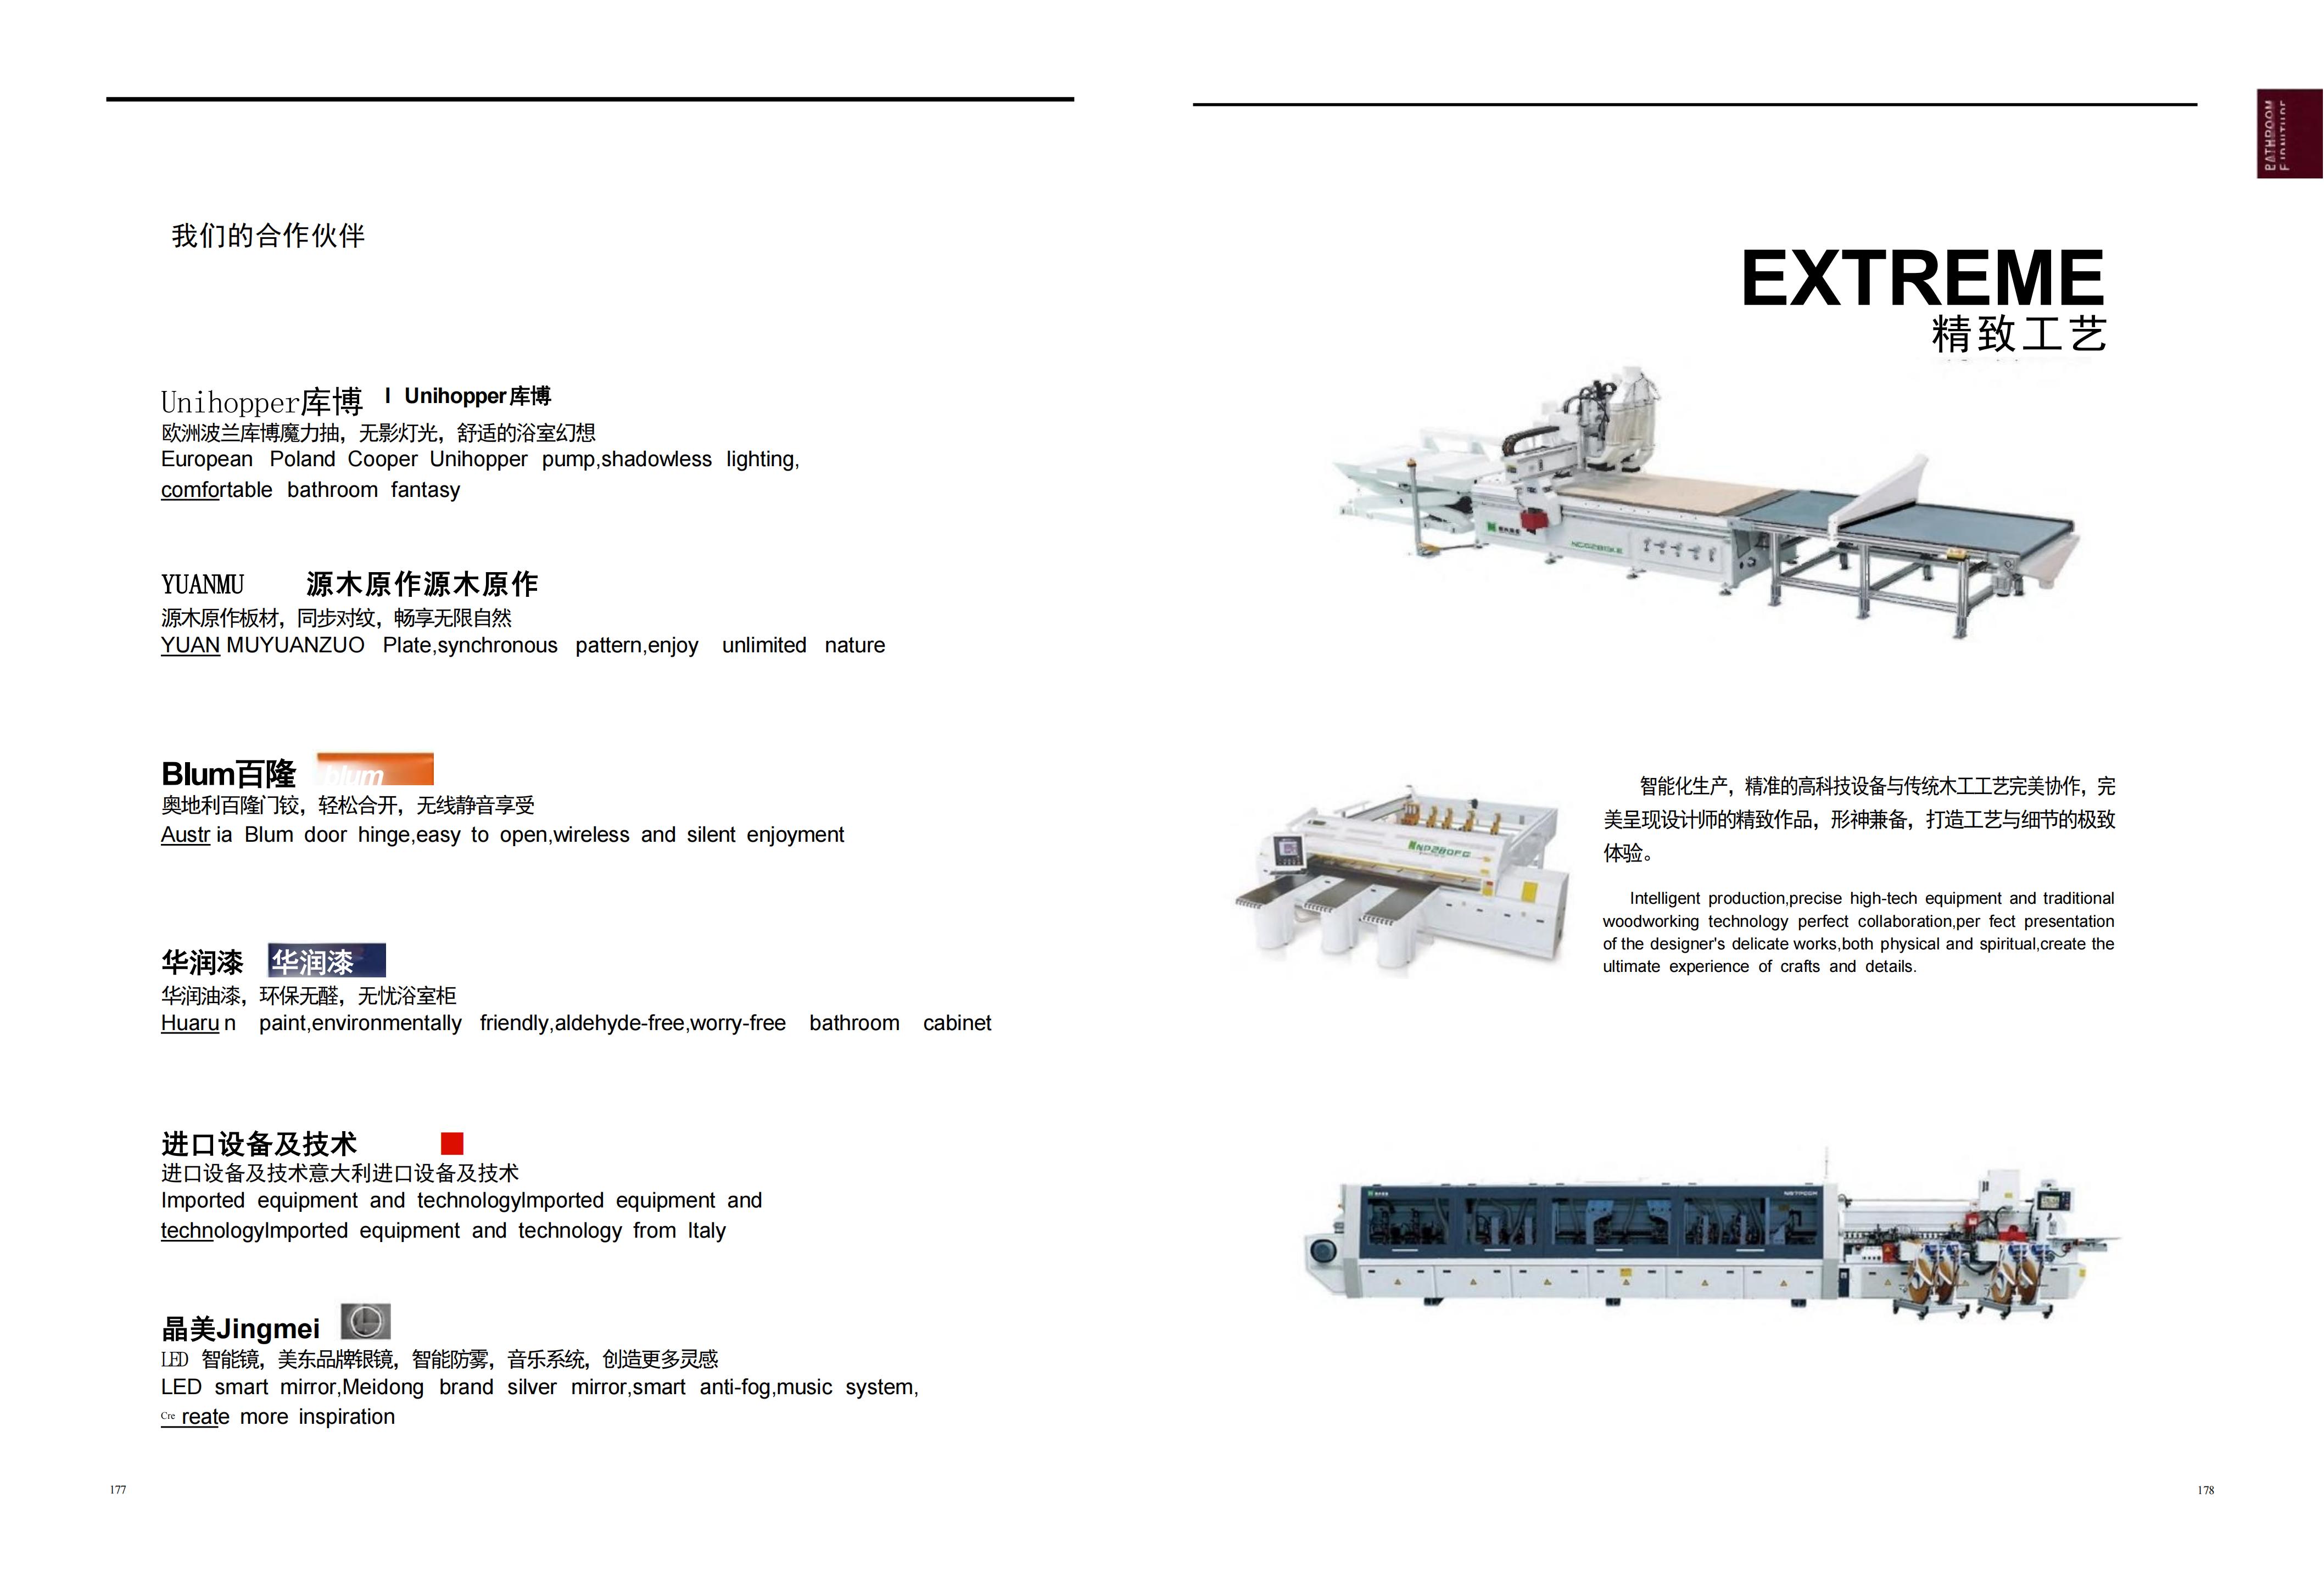 我们的合作伙伴
Unihopper库博 I Unihopper库博
欧洲波兰库博魔力抽，无影灯光，舒适的浴室幻想
European Poland Cooper Unihopper pump,shadowless lighting,
comfortable bathroom fantasy
YUANMU 源木原作源木原作
源木原作板材，同步对纹，畅享无限自然
YUAN MUYUANZUO Plate,synchronous pattern,enjoy unlimited nature
Blum百隆 blum
奥地利百隆门铰，轻松合开，无线静音享受
Austr ia Blum door hinge,easy to open,wireless and silent enjoyment
华润漆 华润漆
华润油漆，环保无醛，无忧浴室柜
Huaru n paint,environmentally friendly,aldehyde-free,worry-free bathroom cabinet
进口设备及技术
进口设备及技术意大利进口设备及技术
Imported equipment and technologyImported equipment and
technologyImported equipment and technology from Italy
晶美Jingmei
LED 智能镜，美东品牌银镜，智能防雾，音乐系统，创造更多灵感
LED smart mirror,Meidong brand silver mirror,smart anti-fog,music system,
Cre reate more inspiration
177
BATHROOM
FURNITURE
EXTREME
精致工艺
NP280FG
智能化生产，精准的高科技设备与传统木工工艺完美协作，完
美呈现设计师的精致作品，形神兼备，打造工艺与细节的极致
体验。
Intelligent production,precise high-tech equipment and traditional
woodworking technology perfect collaboration,per fect presentation
of the designer's delicate works,both physical and spiritual,create the
ultimate experience of crafts and details.
178